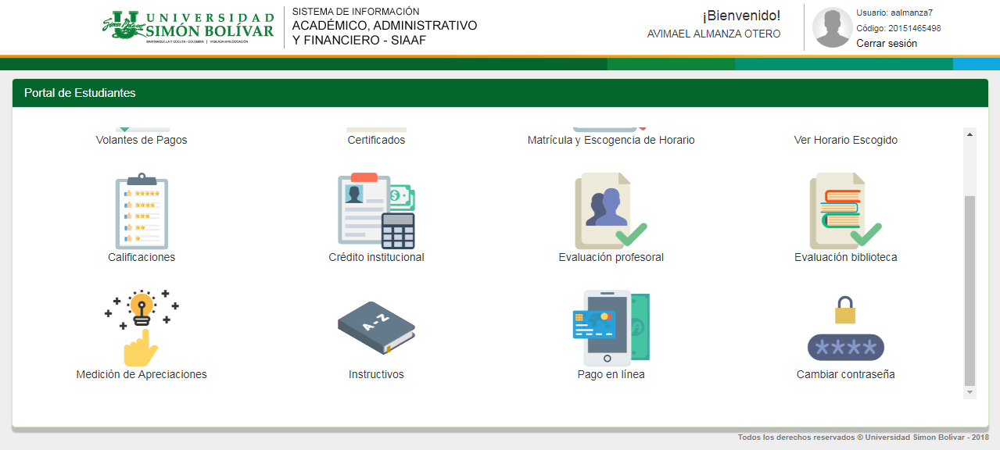 UNIVERSIDAD
SIMÓN BOLÍVAR
BARRANQUILLA Y CÚCUTA - COLOMBIA | VIGILADA MINEDUCACIÓN
SISTEMA DE INFORMACIÓN
ACADÉMICO, ADMINISTRATIVO
Y FINANCIERO - SIAAF
¡Bienvenido!
AVIMAEL ALMANZA OTERO
Usuario: aalmanza7
Código: 20151465498
Cerrar sesión
Portal de Estudiantes
Volantes de Pagos
Certificados
Matrícula y Escogencia de Horario
Ver Horario Escogido
Calificaciones
Crédito institucional
Evaluación profesoral
Evaluación biblioteca
A-Z
Medición de Apreciaciones
Instructivos
Pago en línea
Cambiar contraseña
Todos los derechos reservados © Universidad Simon Bolivar - 2018